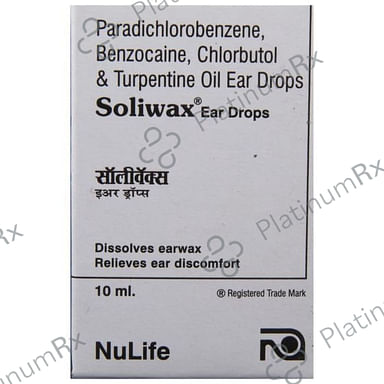 Paradichlorobenzene,
Benzocaine, Chlorbutol
& Turpentine Oil Ear Drops
Soliwax® Ear Drops
सॉलीवॅक्स
इअर ड्रॉप्स
Dissolves earwax
Relieves ear discomfort
10 ml.
® Registered Trade Mark
NuLife
PlatinumRx
PlatinumRx
PlatinumRx